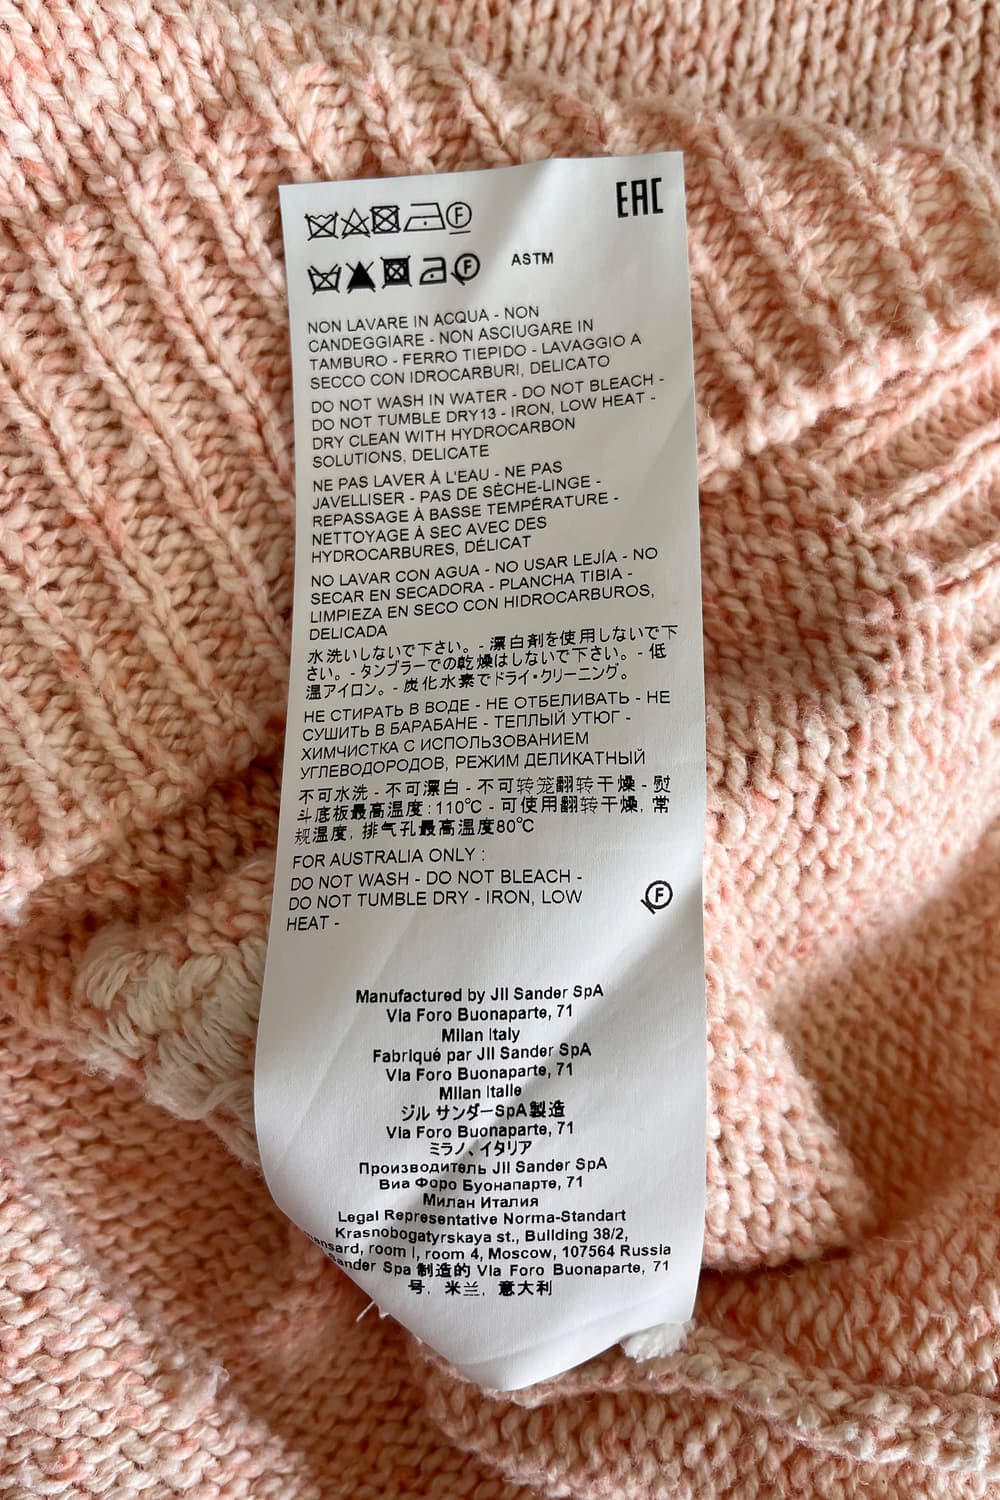 EAC
F
F
ASTM
NON LAVARE IN ACQUA - NON
CANDEGGIARE - NON ASCIUGARE IN
TAMBURO - FERRO TIEPIDO - LAVAGGIO A
SECCO CON IDROCARBURI, DELICATO
DO NOT WASH IN WATER - DO NOT BLEACH -
DO NOT TUMBLE DRY13 - IRON, LOW HEAT -
DRY CLEAN WITH HYDROCARBON
SOLUTIONS, DELICATE
NE PAS LAVER À L'EAU - NE PAS
JAVELLISER - PAS DE SÈCHE-LINGE -
REPASSAGE À BASSE TEMPÉRATURE -
NETTOYAGE À SEC AVEC DES
HYDROCARBURES, DÉLICAT
NO LAVAR CON AGUA - NO USAR LEJÍA - NO
SECAR EN SECADORA - PLANCHA TIBIA -
LIMPIEZA EN SECO CON HIDROCARBUROS,
DELICADA
水洗いしないで下さい。 - 漂白剤を使用しないで下
さい。 - タンブラーでの乾燥はしないで下さい。 - 低
温アイロン。 - 炭化水素でドライ・クリーニング。
НЕ СТИРАТЬ В ВОДЕ - НЕ ОТБЕЛИВАТЬ - НЕ
СУШИТЬ В БАРАБАНЕ - ТЕПЛЫЙ УТЮГ -
ХИМЧИСТКА С ИСПОЛЬЗОВАНИЕМ
УГЛЕВОДОРОДОВ, РЕЖИМ ДЕЛИКАТНЫЙ
不可水洗 - 不可漂白 - 不可转笼翻转干燥 - 熨
斗底板最高温度:110℃ - 可使用翻转干燥, 常
规温度, 排气孔最高温度80℃
FOR AUSTRALIA ONLY :
DO NOT WASH - DO NOT BLEACH -
DO NOT TUMBLE DRY - IRON, LOW
HEAT -
F
Manufactured by Jil Sander SpA
Via Foro Buonaparte, 71
Milan Italy
Fabriqué par Jil Sander SpA
Via Foro Buonaparte, 71
Milan Italie
ジル サンダーSpA製造
Via Foro Buonaparte, 71
ミラノ、イタリア
Производитель Jil Sander SpA
Виа Форо Буонапарте, 71
Милан Италия
Legal Representative Norma-Standart
Krasnobogatyrskaya st., Building 38/2,
room I, room 4, Moscow, 107564 Russia
Spa 制造的 Via Foro Buonaparte, 71
号, 米兰, 意大利